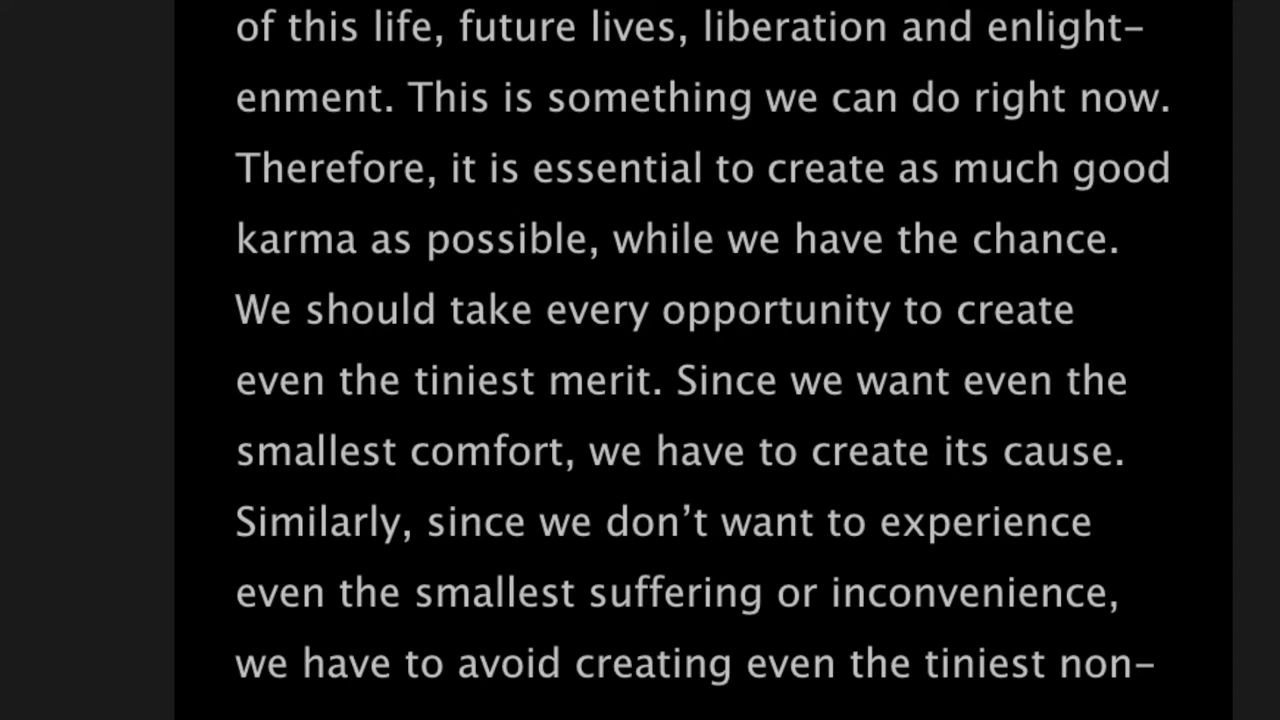 of this life, future lives, liberation and enlight–
enment. This is something we can do right now.
Therefore, it is essential to create as much good
karma as possible, while we have the chance.
We should take every opportunity to create
even the tiniest merit. Since we want even the
smallest comfort, we have to create its cause.
Similarly, since we don’t want to experience
even the smallest suffering or inconvenience,
we have to avoid creating even the tiniest non–